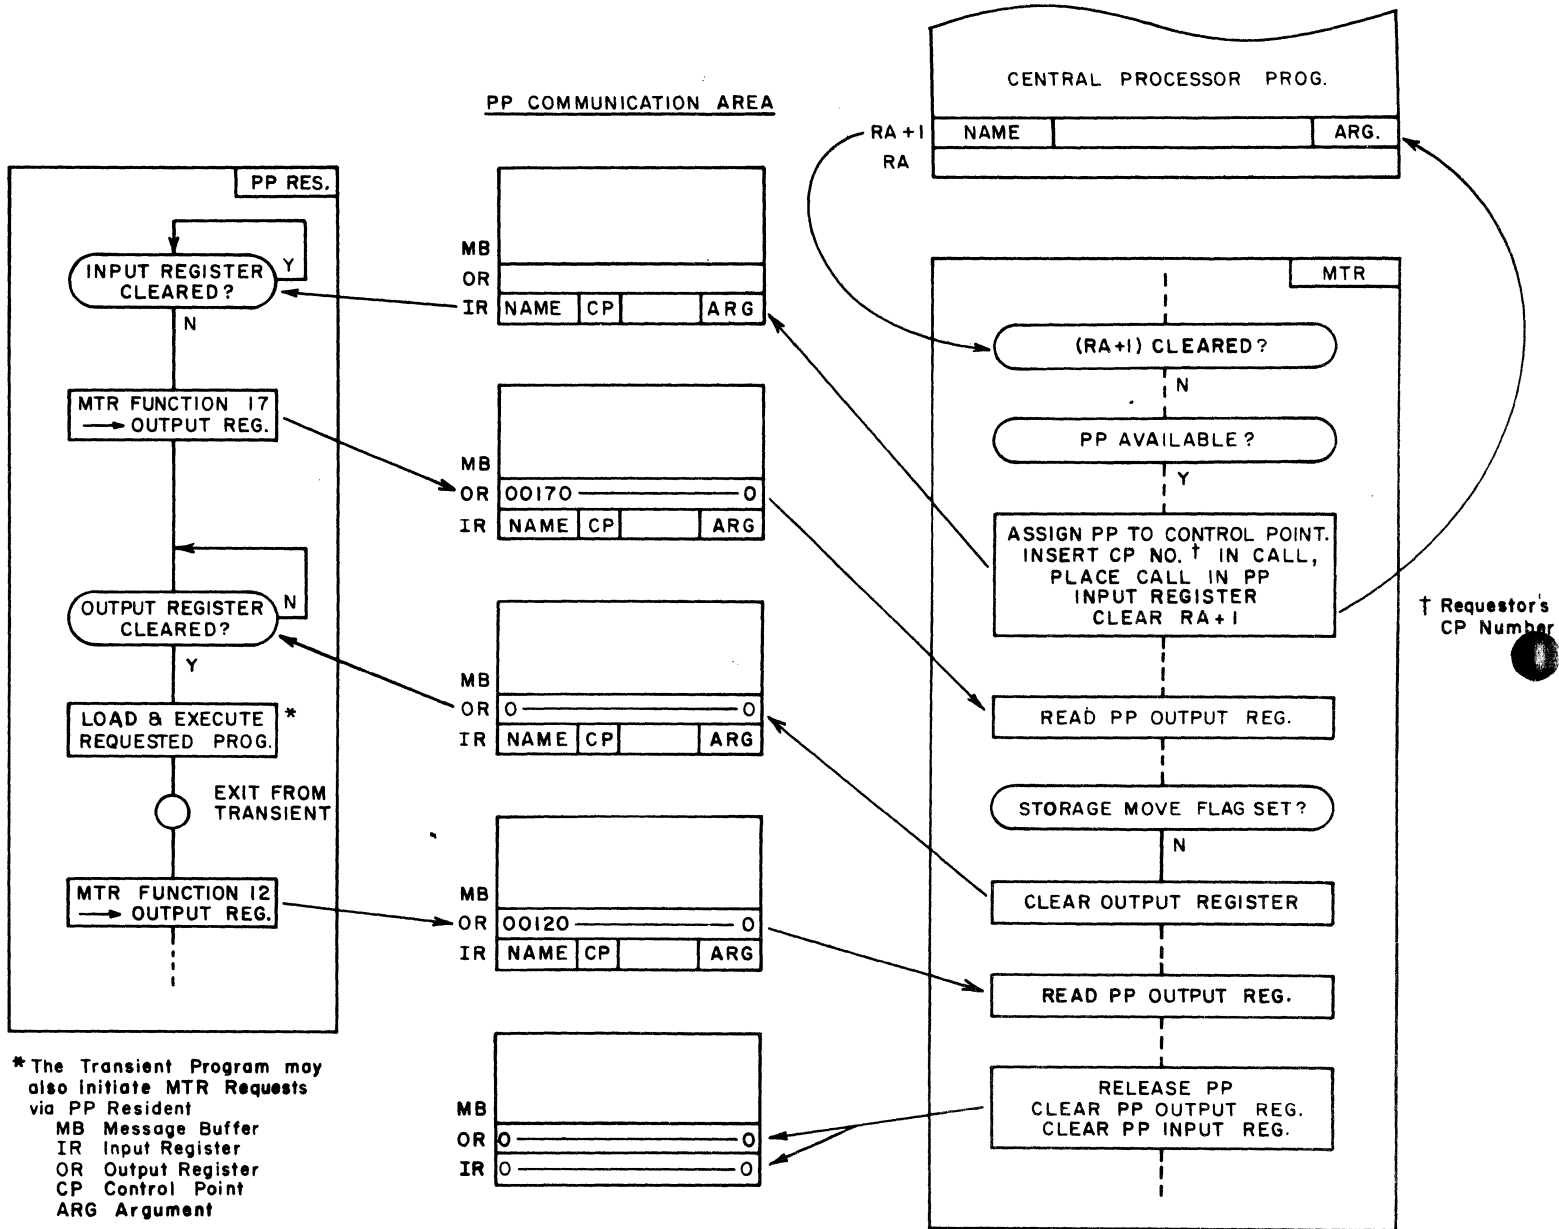 CENTRAL PROCESSOR PROG.
RA+1 NAME ARG.
RA
PP COMMUNICATION AREA
PP RES.
INPUT REGISTER
CLEARED?
Y
N
MTR FUNCTION 17
→ OUTPUT REG.
OUTPUT REGISTER
CLEARED?
N
Y
LOAD & EXECUTE
REQUESTED PROG.
*
EXIT FROM
TRANSIENT
MTR FUNCTION 12
→ OUTPUT REG.
* The Transient Program may
also initiate MTR Requests
via PP Resident
MB Message Buffer
IR Input Register
OR Output Register
CP Control Point
ARG Argument
MB
OR
IR NAME CP ARG
MB
OR 00170 0
IR NAME CP ARG
MB
OR 0 0
IR NAME CP ARG
MB
OR 00120 0
IR NAME CP ARG
MB
OR 0 0
IR 0 0
MTR
(RA+1) CLEARED?
N
PP AVAILABLE?
Y
ASSIGN PP TO CONTROL POINT.
INSERT CP NO.† IN CALL,
PLACE CALL IN PP
INPUT REGISTER
CLEAR RA+1
† Requestor's
CP Number
READ PP OUTPUT REG.
STORAGE MOVE FLAG SET?
N
CLEAR OUTPUT REGISTER
READ PP OUTPUT REG.
RELEASE PP
CLEAR PP OUTPUT REG.
CLEAR PP INPUT REG.